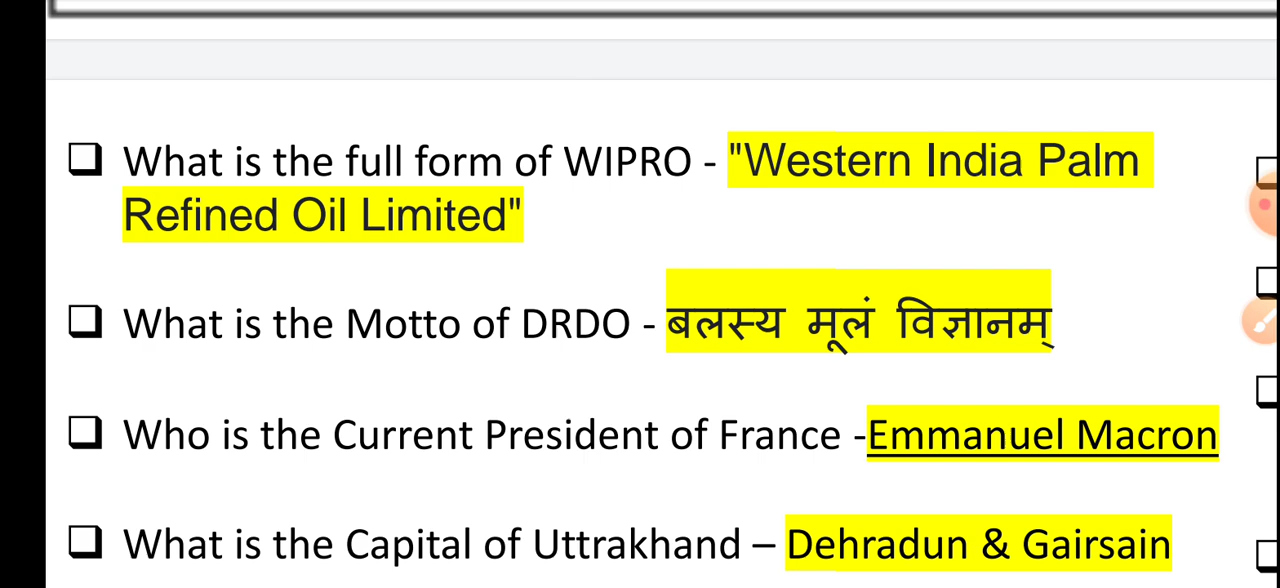 ❑ What is the full form of WIPRO - "Western India Palm
Refined Oil Limited"
❑ What is the Motto of DRDO - बलस्य मूलं विज्ञानम्
❑ Who is the Current President of France -Emmanuel Macron
❑ What is the Capital of Uttrakhand – Dehradun & Gairsain